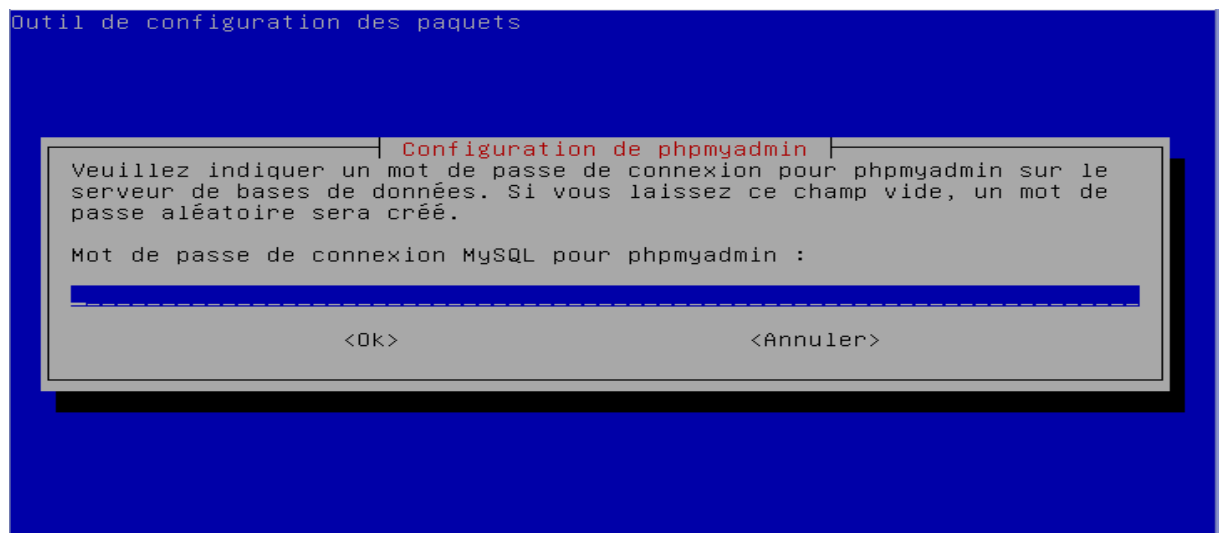 Outil de configuration des paquets
Configuration de phpmyadmin
Veuillez indiquer un mot de passe de connexion pour phpmyadmin sur le
serveur de bases de données. Si vous laissez ce champ vide, un mot de
passe aléatoire sera créé.
Mot de passe de connexion MySQL pour phpmyadmin :
<Ok> <Annuler>